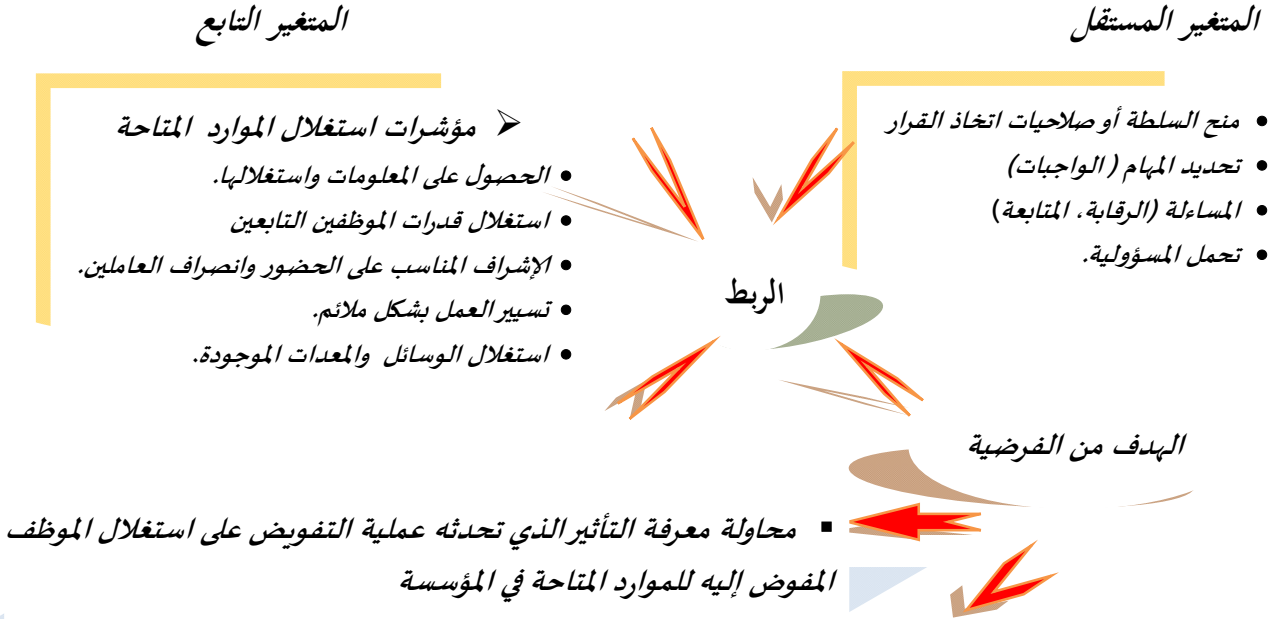 المتغير المستقل
• منح السلطة أو صلاحيات اتخاذ القرار
• تحديد المهام ( الواجبات)
• المساءلة (الرقابة، المتابعة)
• تحمل المسؤولية.
المتغير التابع
➢ مؤشرات استغلال الموارد المتاحة
• الحصول على المعلومات واستغلالها.
• استغلال قدرات الموظفين التابعين
• الإشراف المناسب على الحضور وانصراف العاملين.
• تسيير العمل بشكل ملائم.
• استغلال الوسائل والمعدات الموجودة.
الربط
الهدف من الفرضية
▪ محاولة معرفة التأثير الذي تحدثه عملية التفويض على استغلال الموظف
المفوض إليه للموارد المتاحة في المؤسسة